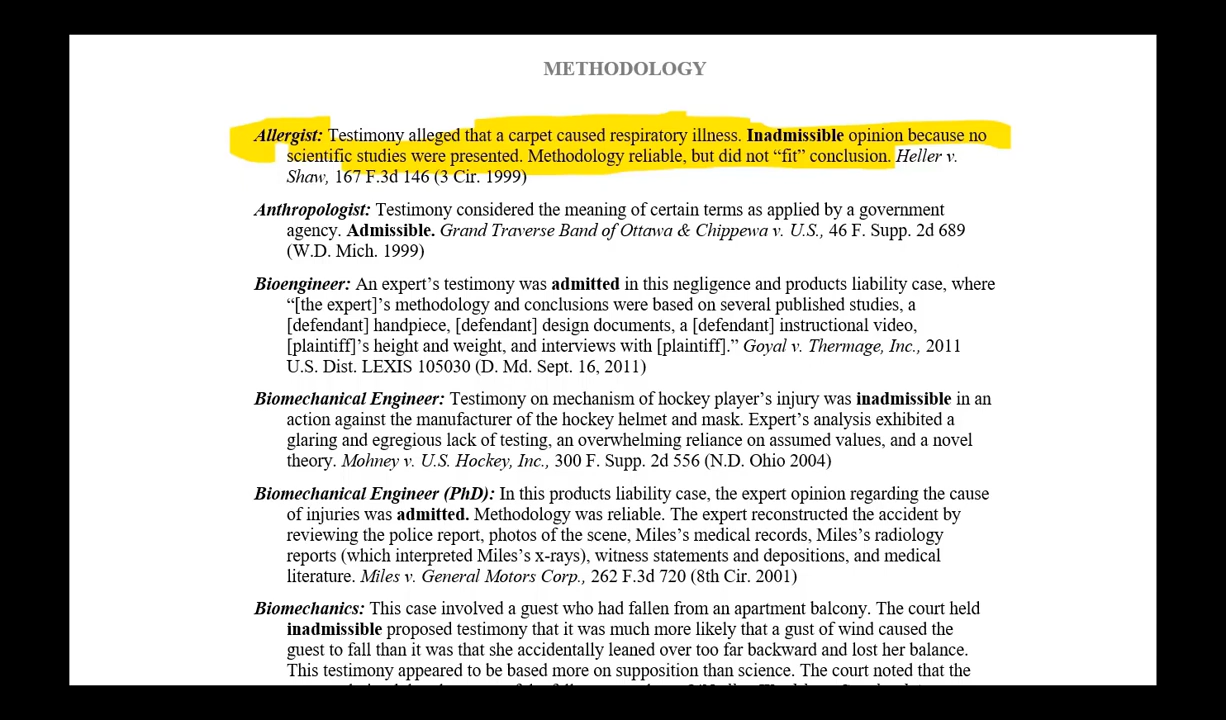 METHODOLOGY
Allergist: Testimony alleged that a carpet caused respiratory illness. Inadmissible opinion because no
scientific studies were presented. Methodology reliable, but did not “fit” conclusion. Heller v.
Shaw, 167 F.3d 146 (3 Cir. 1999)
Anthropologist: Testimony considered the meaning of certain terms as applied by a government
agency. Admissible. Grand Traverse Band of Ottawa & Chippewa v. U.S., 46 F. Supp. 2d 689
(W.D. Mich. 1999)
Bioengineer: An expert’s testimony was admitted in this negligence and products liability case, where
“[the expert]’s methodology and conclusions were based on several published studies, a
[defendant] handpiece, [defendant] design documents, a [defendant] instructional video,
[plaintiff]’s height and weight, and interviews with [plaintiff].” Goyal v. Thermage, Inc., 2011
U.S. Dist. LEXIS 105030 (D. Md. Sept. 16, 2011)
Biomechanical Engineer: Testimony on mechanism of hockey player’s injury was inadmissible in an
action against the manufacturer of the hockey helmet and mask. Expert’s analysis exhibited a
glaring and egregious lack of testing, an overwhelming reliance on assumed values, and a novel
theory. Mohney v. U.S. Hockey, Inc., 300 F. Supp. 2d 556 (N.D. Ohio 2004)
Biomechanical Engineer (PhD): In this products liability case, the expert opinion regarding the cause
of injuries was admitted. Methodology was reliable. The expert reconstructed the accident by
reviewing the police report, photos of the scene, Miles’s medical records, Miles’s radiology
reports (which interpreted Miles’s x-rays), witness statements and depositions, and medical
literature. Miles v. General Motors Corp., 262 F.3d 720 (8th Cir. 2001)
Biomechanics: This case involved a guest who had fallen from an apartment balcony. The court held
inadmissible proposed testimony that it was much more likely that a gust of wind caused the
guest to fall than it was that she accidentally leaned over too far backward and lost her balance.
This testimony appeared to be based more on supposition than science. The court noted that the